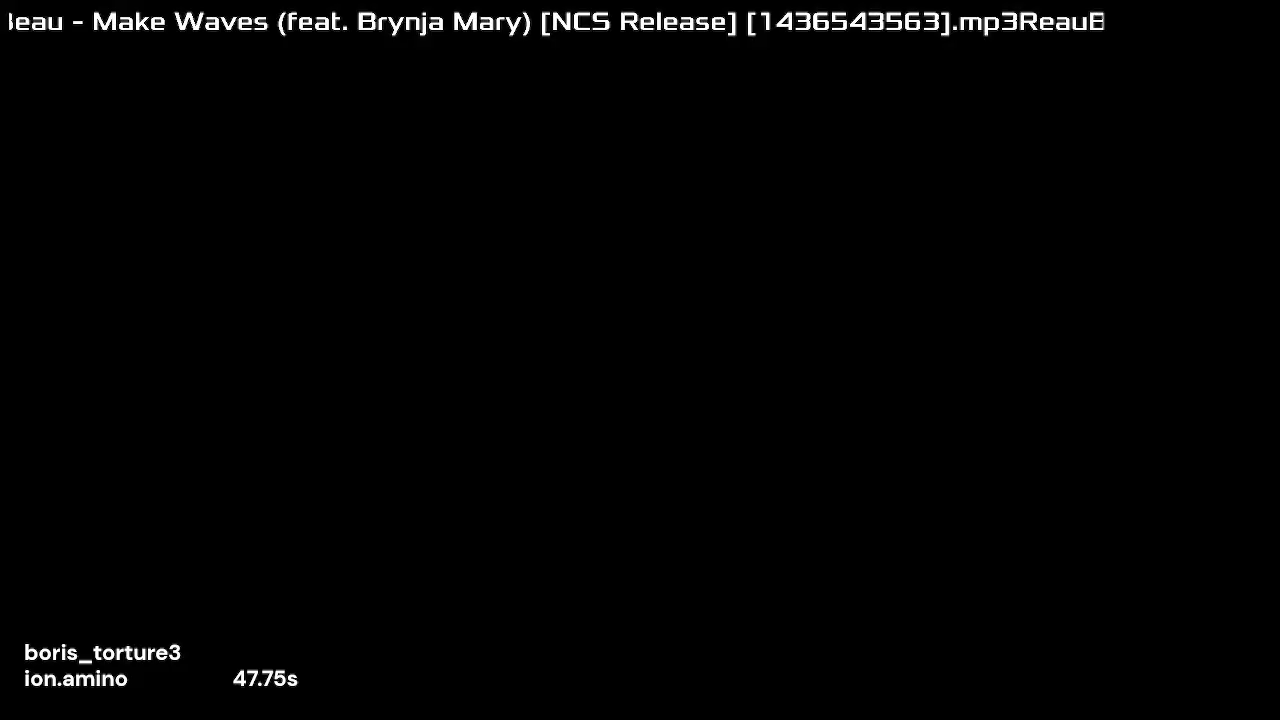 eau - Make Waves (feat. Brynja Mary) [NCS Release] [1436543563].mp3Reau
boris_torture3
ion.amino 47.75s